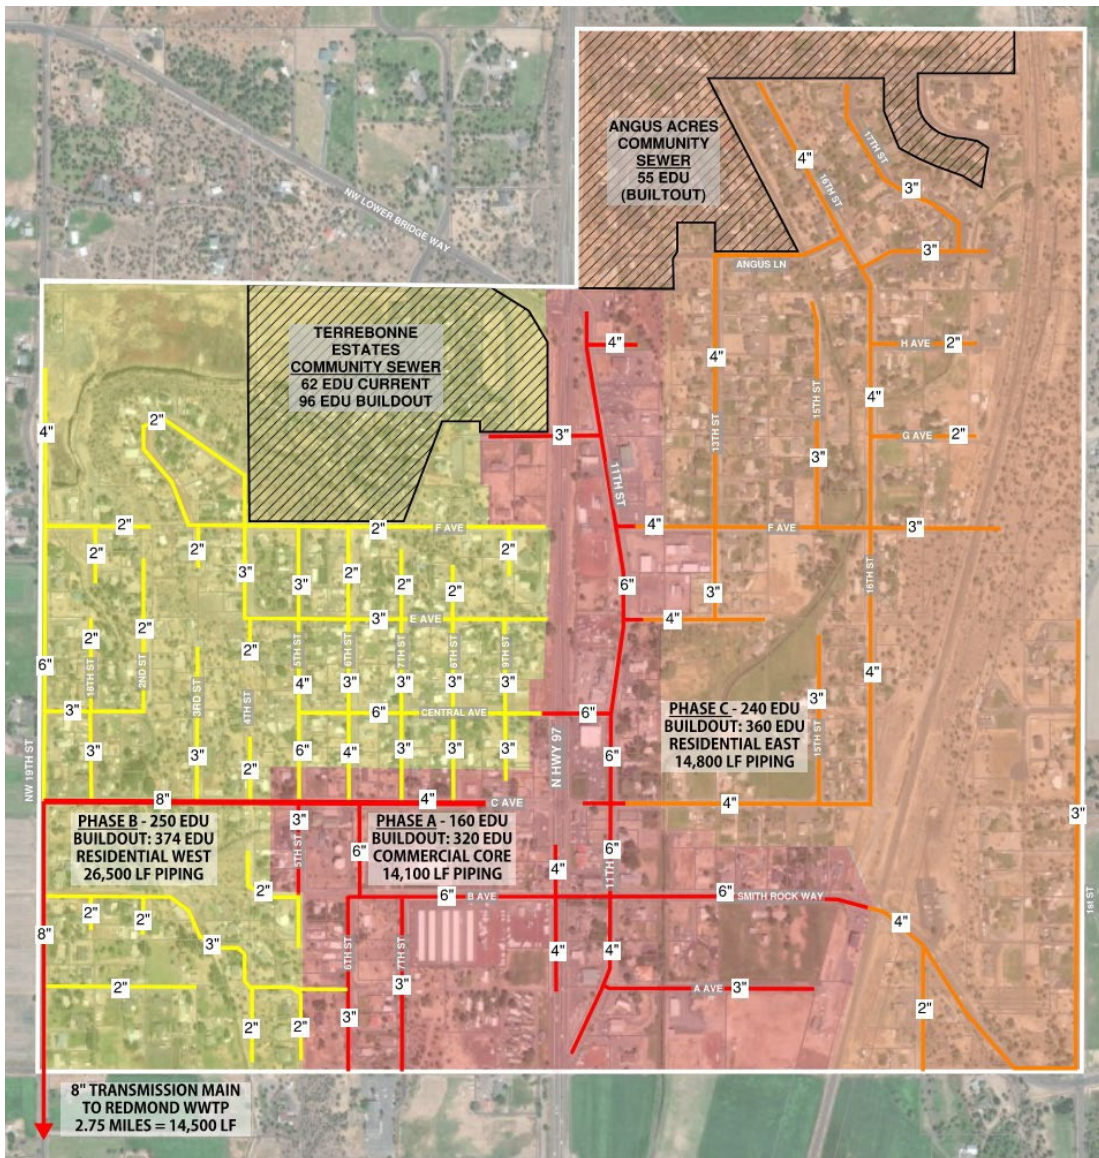 ANGUS ACRES
COMMUNITY
SEWER
55 EDU
(BUILTOUT)
4"
17TH ST
16TH ST
3"
NW LOWER BRIDGE WAY
3"
ANGUS LN
TERREBONNE
ESTATES
COMMUNITY SEWER
62 EDU CURRENT
96 EDU BUILDOUT
4"
H AVE
2"
4"
4"
15TH ST
2"
4"
13TH ST
3"
11TH ST
G AVE
2"
3"
2"
2"
F AVE
4"
F AVE
3"
2"
2"
2"
3"
3"
2"
2"
6"
16TH ST
3"
2"
2"
2"
3"
E AVE
4"
2"
5TH ST
6TH ST
7TH ST
8TH ST
9TH ST
6"
18TH ST
2ND ST
3RD ST
4TH ST
4"
3"
3"
3"
3"
4"
3"
3"
6"
CENTRAL AVE
6"
PHASE C - 240 EDU
BUILDOUT: 360 EDU
RESIDENTIAL EAST
14,800 LF PIPING
15TH ST
NW 19TH ST
3"
3"
2"
6"
4"
3"
3"
3"
N HWY 97
6"
8"
4"
C AVE
4"
3"
PHASE B - 250 EDU
BUILDOUT: 374 EDU
RESIDENTIAL WEST
26,500 LF PIPING
3"
5TH ST
6"
PHASE A - 160 EDU
BUILDOUT: 320 EDU
COMMERCIAL CORE
14,100 LF PIPING
4"
6"
11TH
2"
2"
2"
6"
B AVE
6"
SMITH ROCK WAY
4"
1st ST
8"
3"
6TH ST
7TH ST
4"
4"
2"
3"
A AVE
3"
2"
2"
3"
2"
8" TRANSMISSION MAIN
TO REDMOND WWTP
2.75 MILES = 14,500 LF